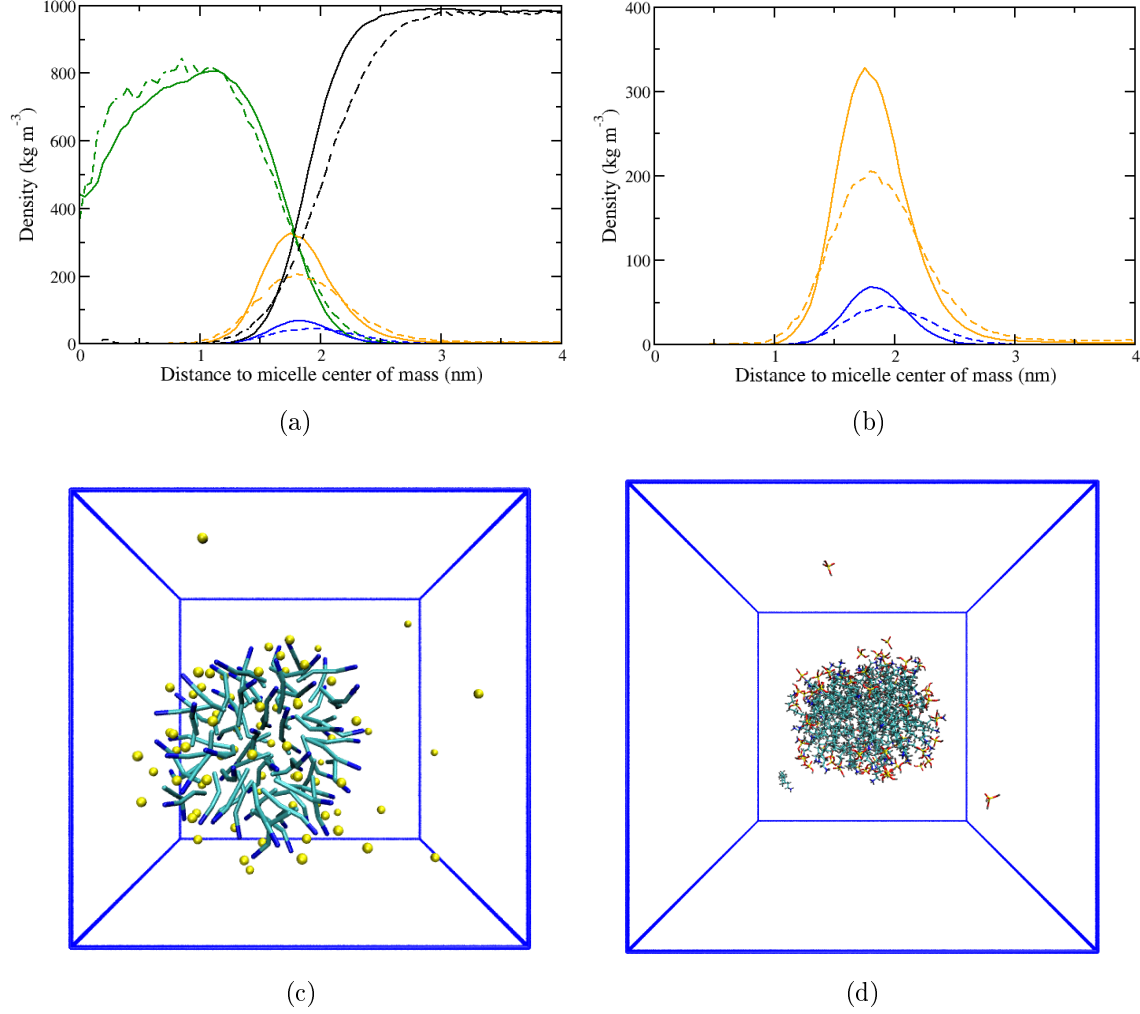 1000
800
600
400
200
0
Density (kg m⁻³)
0 1 2 3 4
Distance to micelle center of mass (nm)
(a)
400
300
200
100
0
Density (kg m⁻³)
0 1 2 3 4
Distance to micelle center of mass (nm)
(b)
(c)
(d)